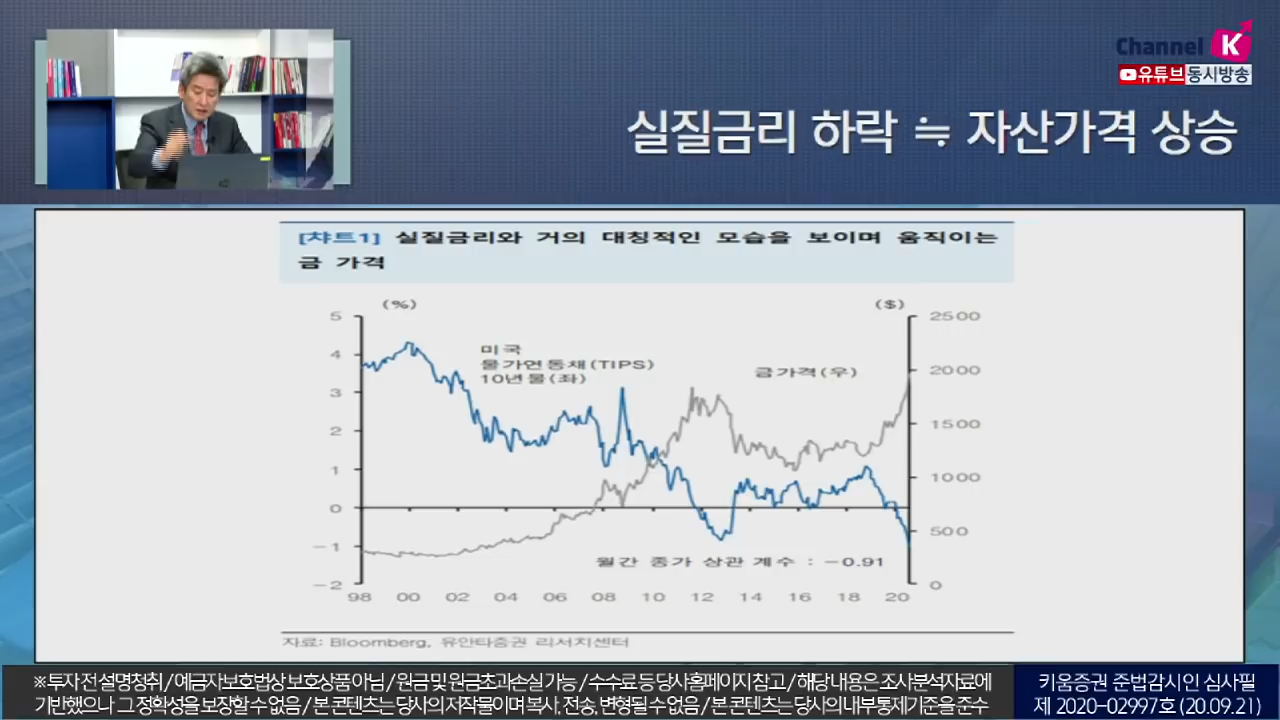 Channel K
유튜브 동시방송
실질금리 하락 ≒ 자산가격 상승
[챠트1] 실질금리와 거의 대칭적인 모습을 보이며 움직이는
금 가격
(%) ($)
5 2500
4 2000
3 1500
2 1000
1 500
0 0
-1
-2
미국
물가연동채(TIPS)
10년물(좌)
금가격(우)
월간 종가 상관 계수 : -0.91
98 00 02 04 06 08 10 12 14 16 18 20
자료: Bloomberg, 유안타증권 리서치센터
※ 투자 전 설명청취 / 예금자보호법상 보호상품 아님 / 원금 및 원금초과손실 가능 / 수수료 등 당사홈페이지 참고 / 해당 내용은 조사분석자료에
기반했으나 그 정확성을 보장할 수 없음 / 본 콘텐츠는 당사의 저작물이며 복사, 전송, 변형될 수 없음 / 본 콘텐츠는 당사의 내부통제기준을 준수
키움증권 준법감시인 심사필
제 2020-02997호 (20.09.21)